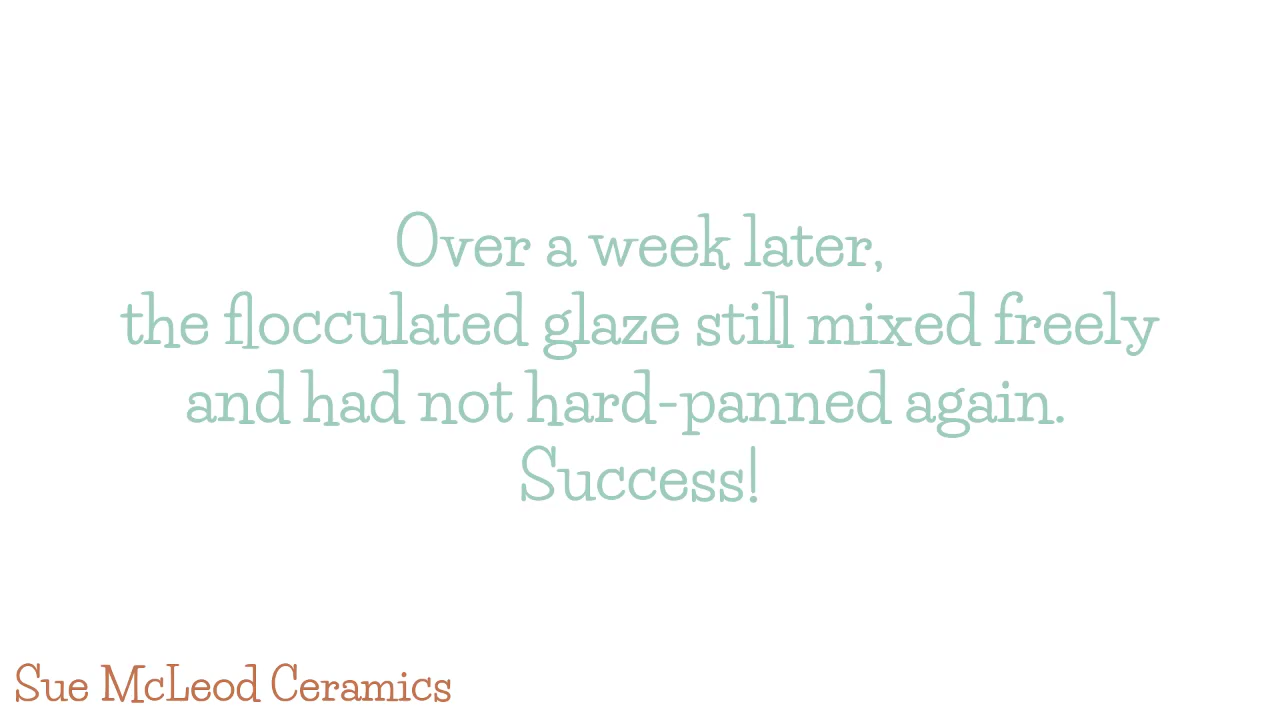 Over a week later,
the flocculated glaze still mixed freely
and had not hard-panned again.
Success!
Sue McLeod Ceramics